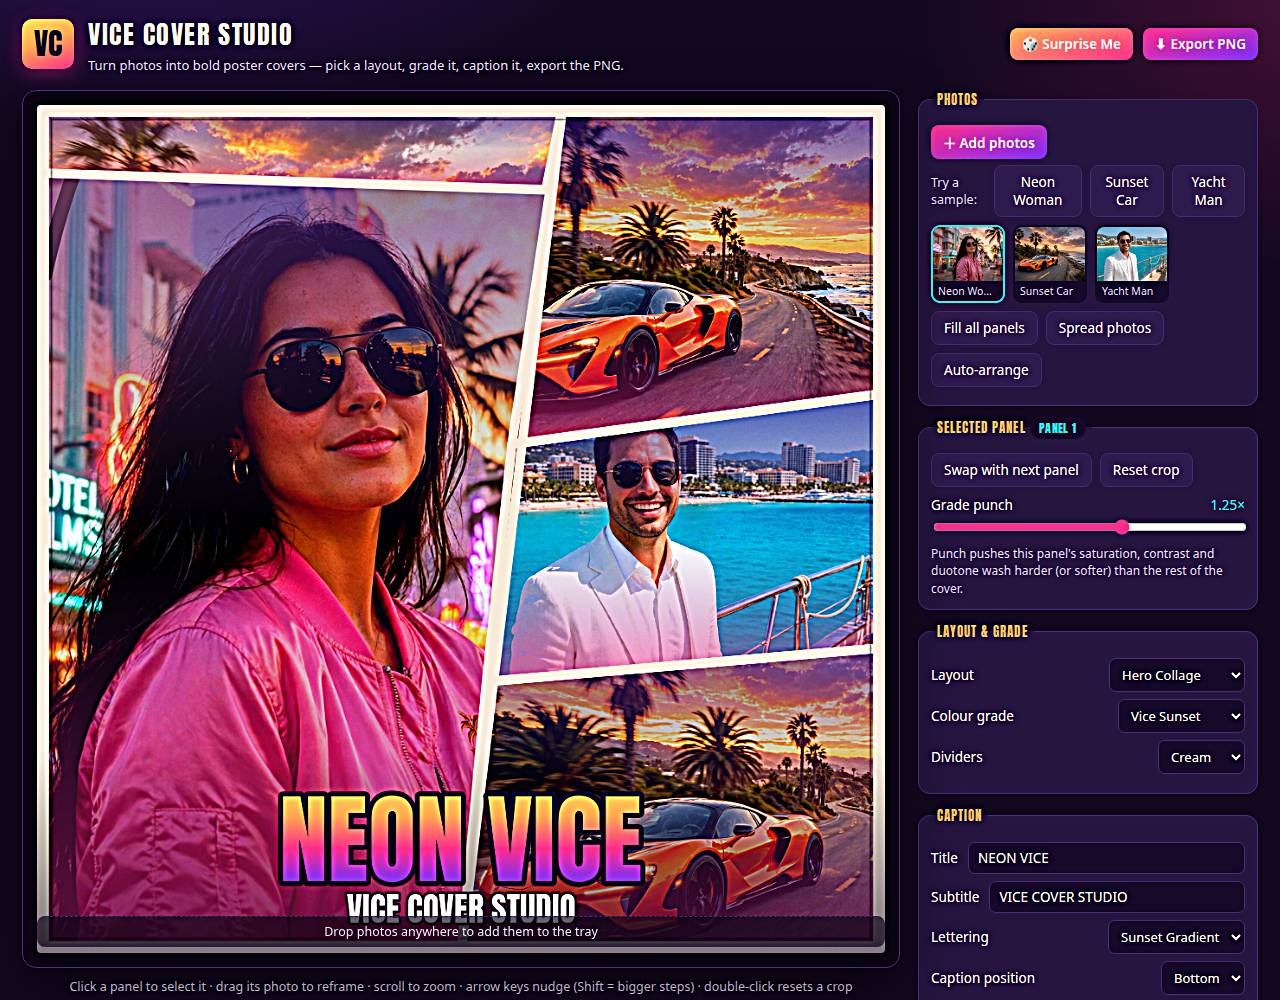 VC
VICE COVER STUDIO
Turn photos into bold poster covers — pick a layout, grade it, caption it, export the PNG.
🎲 Surprise Me
⬇ Export PNG
OTEL
LMS
NEON VICE
VICE COVER STUDIO
Drop photos anywhere to add them to the tray
Click a panel to select it · drag its photo to reframe · scroll to zoom · arrow keys nudge (Shift = bigger steps) · double-click resets a crop
PHOTOS
+ Add photos
Try a
sample:
Neon
Woman
Sunset
Car
Yacht
Man
Neon Wo...
Sunset Car
Yacht Man
Fill all panels
Spread photos
Auto-arrange
SELECTED PANEL PANEL 1
Swap with next panel
Reset crop
Grade punch 1.25×
Punch pushes this panel's saturation, contrast and
duotone wash harder (or softer) than the rest of the
cover.
LAYOUT & GRADE
Layout Hero Collage
Colour grade Vice Sunset
Dividers Cream
CAPTION
Title NEON VICE
Subtitle VICE COVER STUDIO
Lettering Sunset Gradient
Caption position Bottom